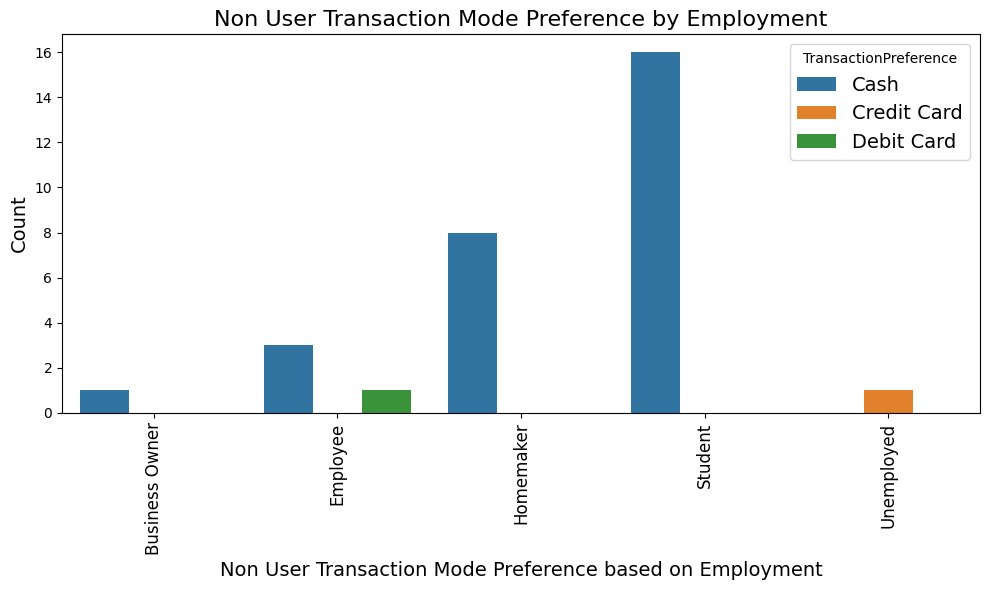 Non User Transaction Mode Preference by Employment
TransactionPreference
Cash
Credit Card
Debit Card
Count
16
14
12
10
8
6
4
2
0
Business Owner
Employee
Homemaker
Student
Unemployed
Non User Transaction Mode Preference based on Employment